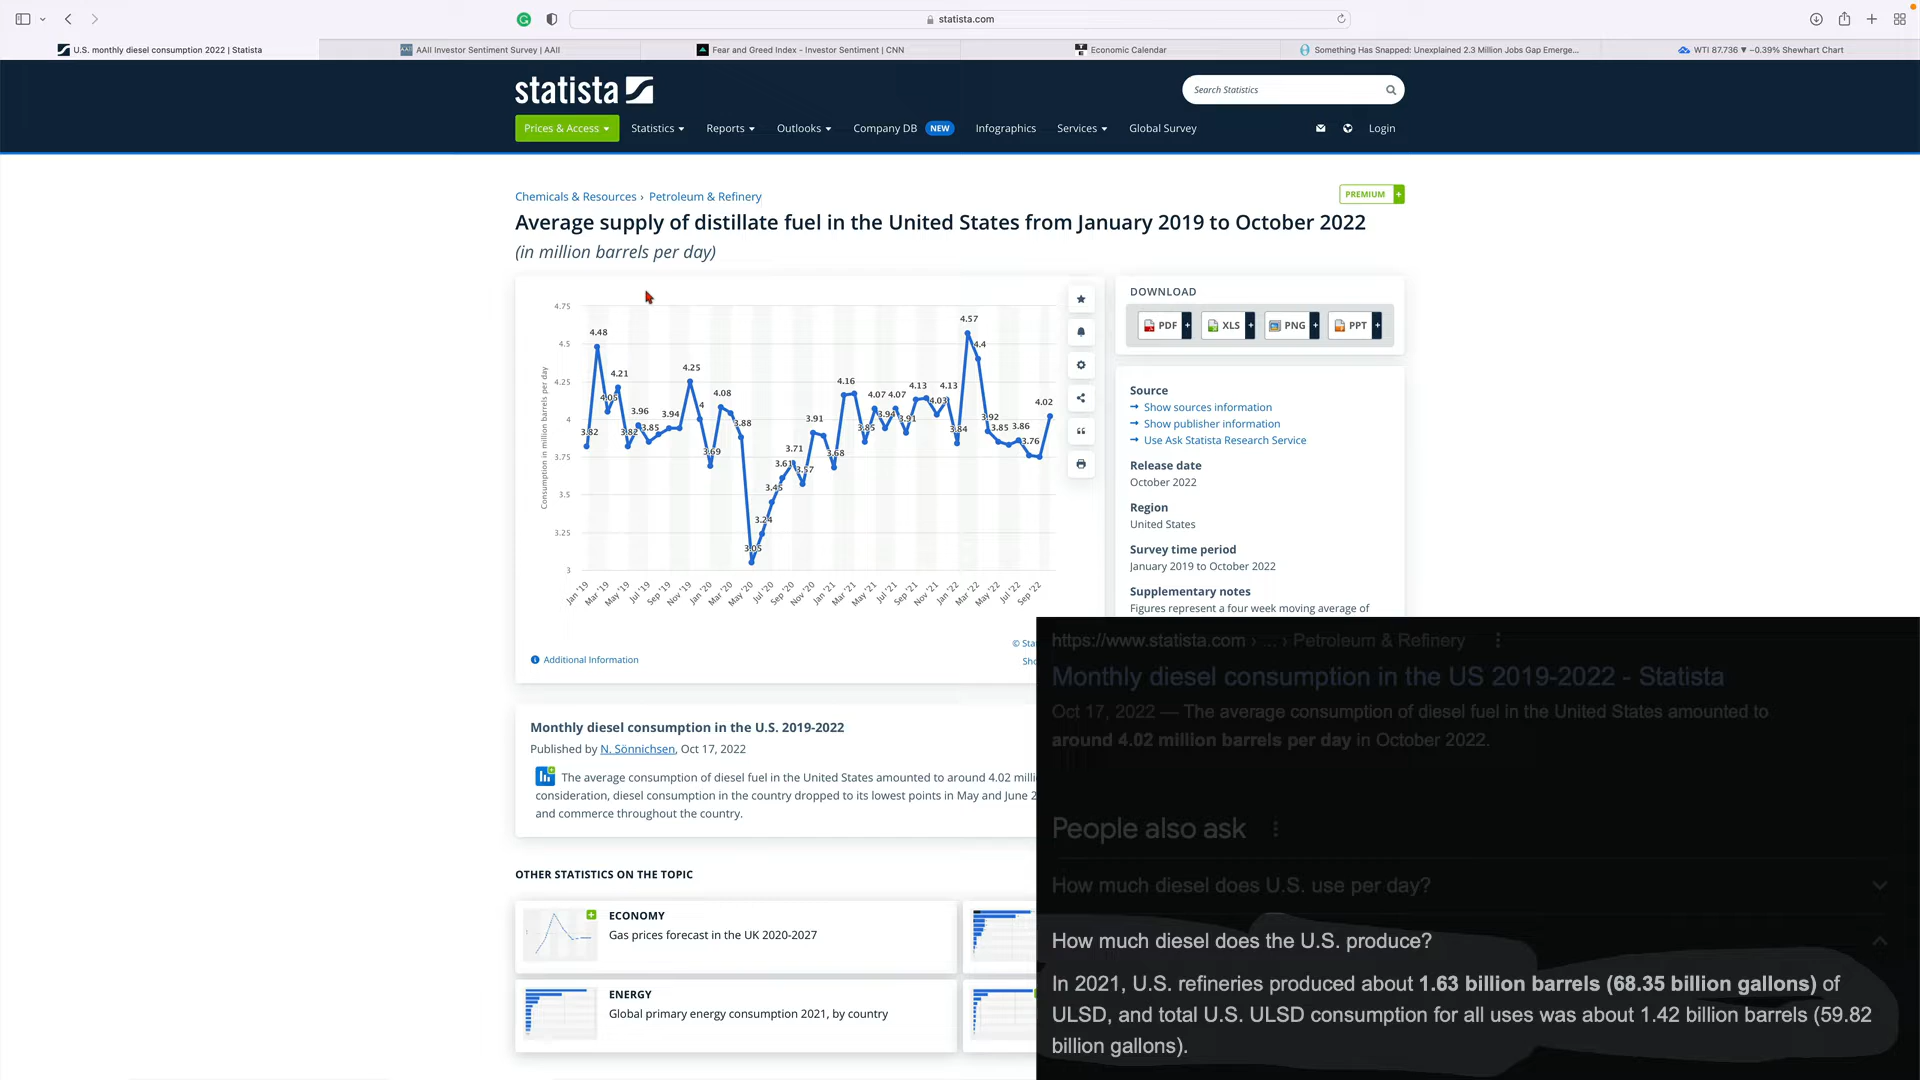 statista.com
U.S. monthly diesel consumption 2022 | Statista
AAII Investor Sentiment Survey | AAII
Fear and Greed Index - Investor Sentiment | CNN
Economic Calendar
Something Has Snapped: Unexplained 2.3 Million Jobs Gap Emerge...
WTI 87.736 ▼ −0.39% Shewhart Chart
statista
Search Statistics
Prices & Access
Statistics
Reports
Outlooks
Company DB NEW
Infographics
Services
Global Survey
Login
Chemicals & Resources › Petroleum & Refinery
PREMIUM +
Average supply of distillate fuel in the United States from January 2019 to October 2022
(in million barrels per day)
Consumption in million barrels per day
4.75
4.5
4.25
4
3.75
3.5
3.25
3
3.82
4.48
4.05
4.21
3.82
3.96
3.85
3.94
4.25
4
3.69
4.08
3.88
3.05
3.24
3.45
3.61
3.71
3.57
3.91
3.68
4.16
3.85
4.07
3.94
4.07
3.91
4.13
4.03
4.13
3.84
4.57
4.4
3.92
3.85
3.86
3.76
4.02
Jan '19
Mar '19
May '19
Jul '19
Sep '19
Nov '19
Jan '20
Mar '20
May '20
Jul '20
Sep '20
Nov '20
Jan '21
Mar '21
May '21
Jul '21
Sep '21
Nov '21
Jan '22
Mar '22
May '22
Jul '22
Sep '22
© Sta
Additional Information
Sho
DOWNLOAD
PDF +
XLS +
PNG +
PPT +
Source
→ Show sources information
→ Show publisher information
→ Use Ask Statista Research Service
Release date
October 2022
Region
United States
Survey time period
January 2019 to October 2022
Supplementary notes
Figures represent a four week moving average of
Monthly diesel consumption in the U.S. 2019-2022
Published by N. Sönnichsen, Oct 17, 2022
The average consumption of diesel fuel in the United States amounted to around 4.02 milli
consideration, diesel consumption in the country dropped to its lowest points in May and June 2
and commerce throughout the country.
OTHER STATISTICS ON THE TOPIC
ECONOMY
Gas prices forecast in the UK 2020-2027
ENERGY
Global primary energy consumption 2021, by country
https://www.statista.com › ... › Petroleum & Refinery
Monthly diesel consumption in the US 2019-2022 - Statista
Oct 17, 2022 — The average consumption of diesel fuel in the United States amounted to
around 4.02 million barrels per day in October 2022.
People also ask
How much diesel does U.S. use per day?
How much diesel does the U.S. produce?
In 2021, U.S. refineries produced about 1.63 billion barrels (68.35 billion gallons) of
ULSD, and total U.S. ULSD consumption for all uses was about 1.42 billion barrels (59.82
billion gallons).